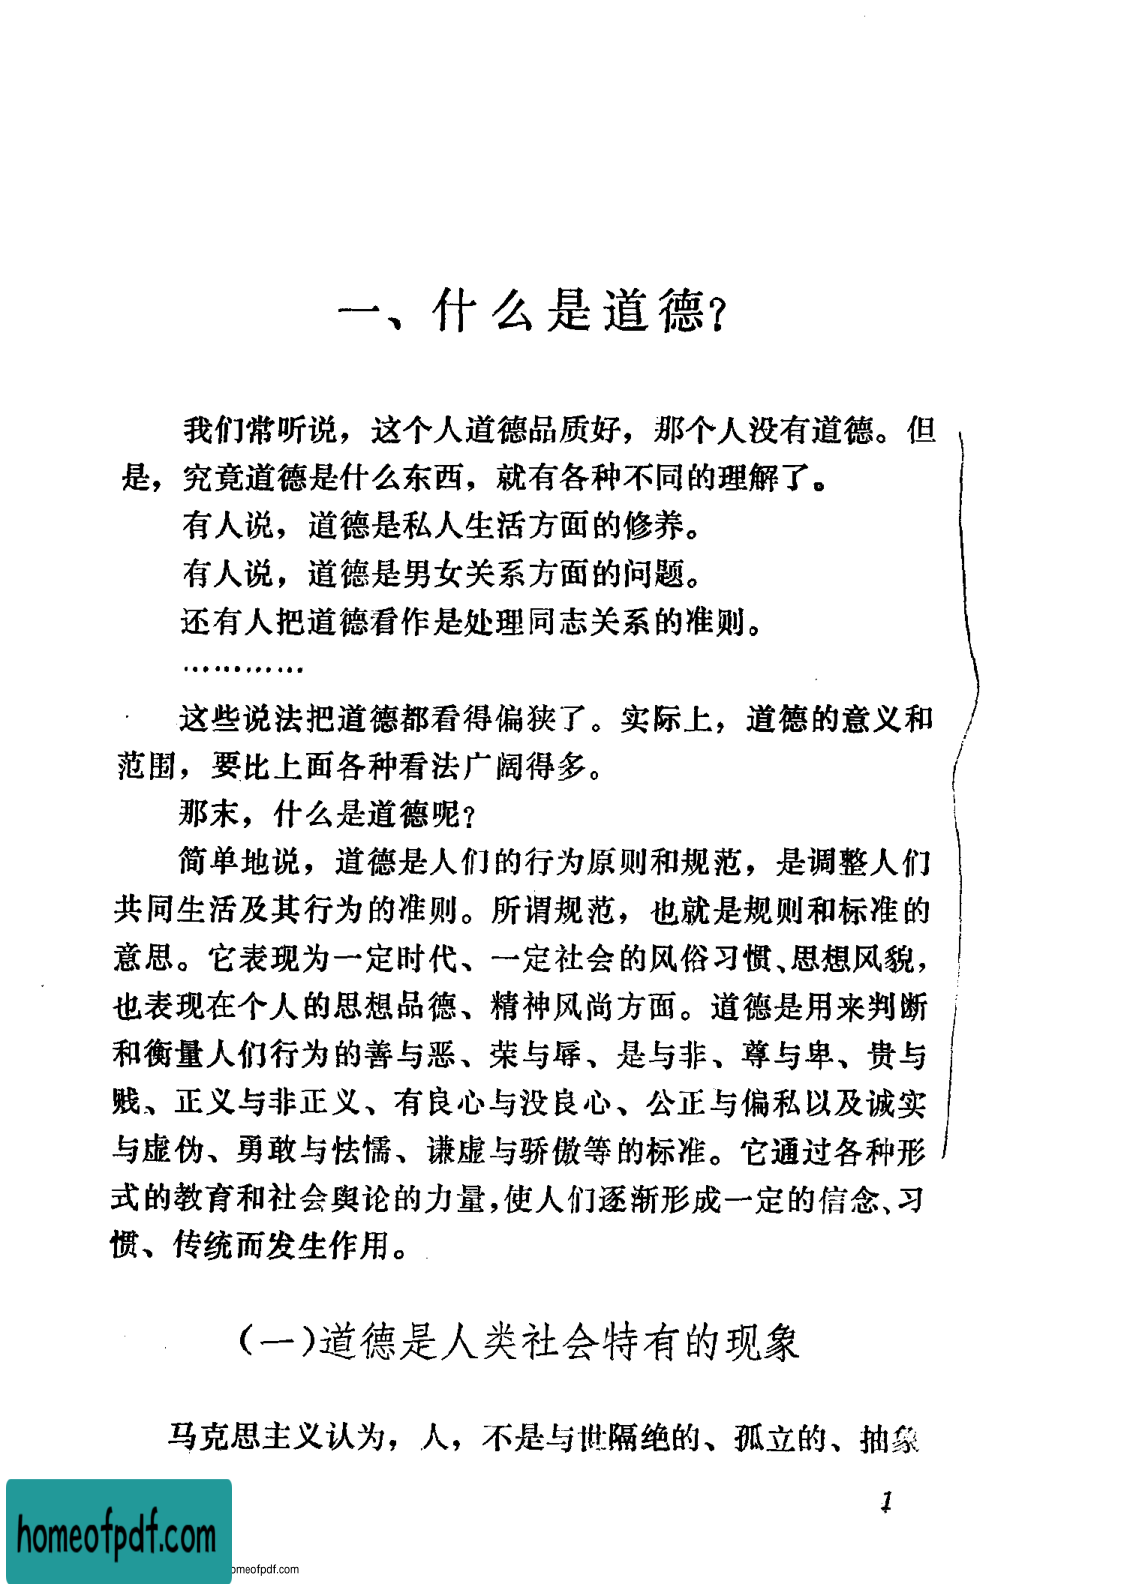 一、什么是道德？
我们常听说，这个人道德品质好，那个人没有道德。但
是，究竟道德是什么东西，就有各种不同的理解了。
有人说，道德是私人生活方面的修养。
有人说，道德是男女关系方面的问题。
还有人把道德看作是处理同志关系的准则。
…………
这些说法把道德都看得偏狭了。实际上，道德的意义和
范围，要比上面各种看法广阔得多。
那末，什么是道德呢？
简单地说，道德是人们的行为原则和规范，是调整人们
共同生活及其行为的准则。所谓规范，也就是规则和标准的
意思。它表现为一定时代、一定社会的风俗习惯、思想风貌，
也表现在个人的思想品德、精神风尚方面。道德是用来判断
和衡量人们行为的善与恶、荣与辱、是与非、尊与卑、贵与
贱、正义与非正义、有良心与没良心、公正与偏私以及诚实
与虚伪、勇敢与怯懦、谦虚与骄傲等的标准。它通过各种形
式的教育和社会舆论的力量，使人们逐渐形成一定的信念、习
惯、传统而发生作用。
（一）道德是人类社会特有的现象
马克思主义认为，人，不是与世隔绝的、孤立的、抽象
1
homeofpdf.com
omeofpdf.com